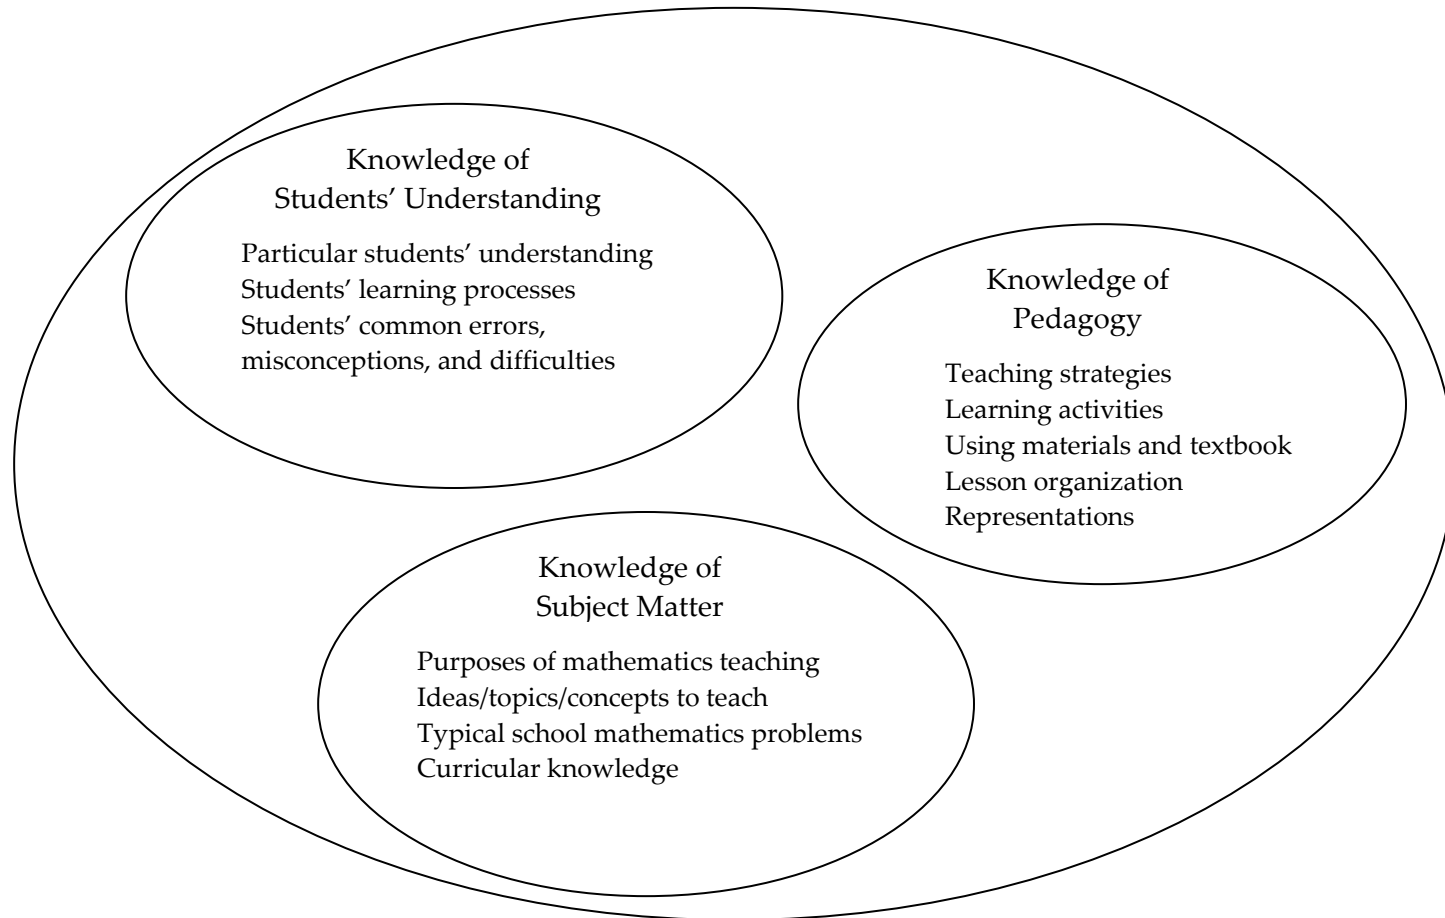 Knowledge of
Students’ Understanding
Particular students’ understanding
Students’ learning processes
Students’ common errors,
misconceptions, and difficulties
Knowledge of
Pedagogy
Teaching strategies
Learning activities
Using materials and textbook
Lesson organization
Representations
Knowledge of
Subject Matter
Purposes of mathematics teaching
Ideas/topics/concepts to teach
Typical school mathematics problems
Curricular knowledge